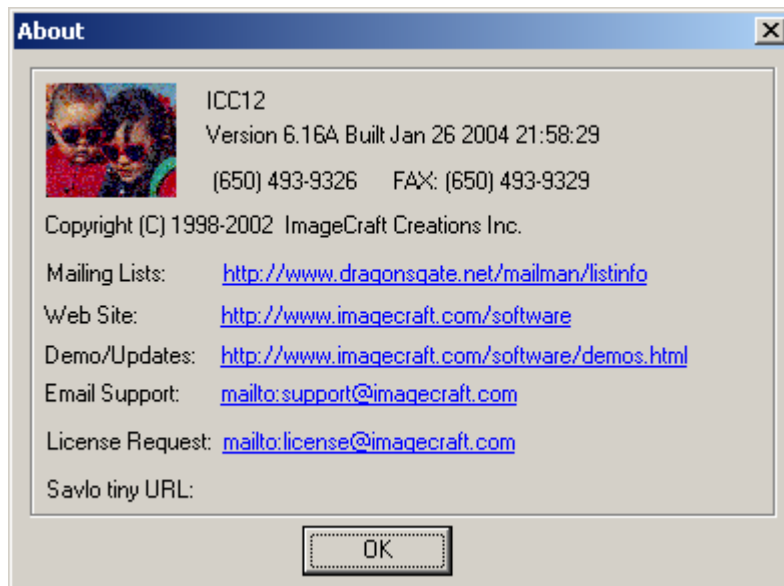 About
ICC12
Version 6.16A Built Jan 26 2004 21:58:29
(650) 493-9326 FAX: (650) 493-9329
Copyright (C) 1998-2002 ImageCraft Creations Inc.
Mailing Lists: http://www.dragonsgate.net/mailman/listinfo
Web Site: http://www.imagecraft.com/software
Demo/Updates: http://www.imagecraft.com/software/demos.html
Email Support: mailto:support@imagecraft.com
License Request: mailto:license@imagecraft.com
Savlo tiny URL:
OK